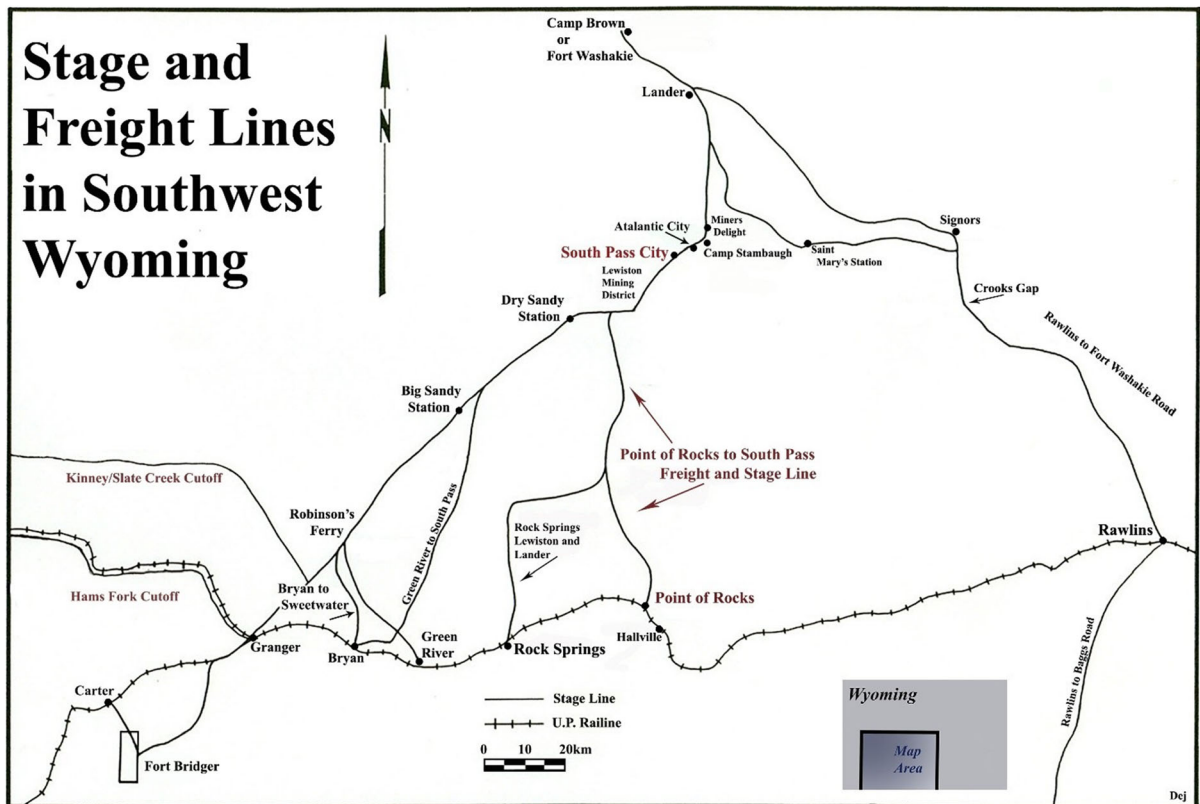 Stage and
Freight Lines
in Southwest
Wyoming
N
Camp Brown
or
Fort Washakie
Lander
Miners
Delight
Atalantic City
South Pass City
Camp Stambaugh
Saint
Mary's Station
Signors
Lewiston
Mining
District
Crooks Gap
Dry Sandy
Station
Rawlins to Fort Washakie Road
Big Sandy
Station
Point of Rocks to South Pass
Freight and Stage Line
Kinney/Slate Creek Cutoff
Robinson's
Ferry
Green River to South Pass
Rock Springs
Lewiston and
Lander
Rawlins
Hams Fork Cutoff
Bryan to
Sweetwater
Point of Rocks
Granger
Bryan
Green
River
Rock Springs
Hallville
Rawlins to Baggs Road
Carter
Fort Bridger
Stage Line
U.P. Railine
0 10 20km
Wyoming
Map
Area
Dej